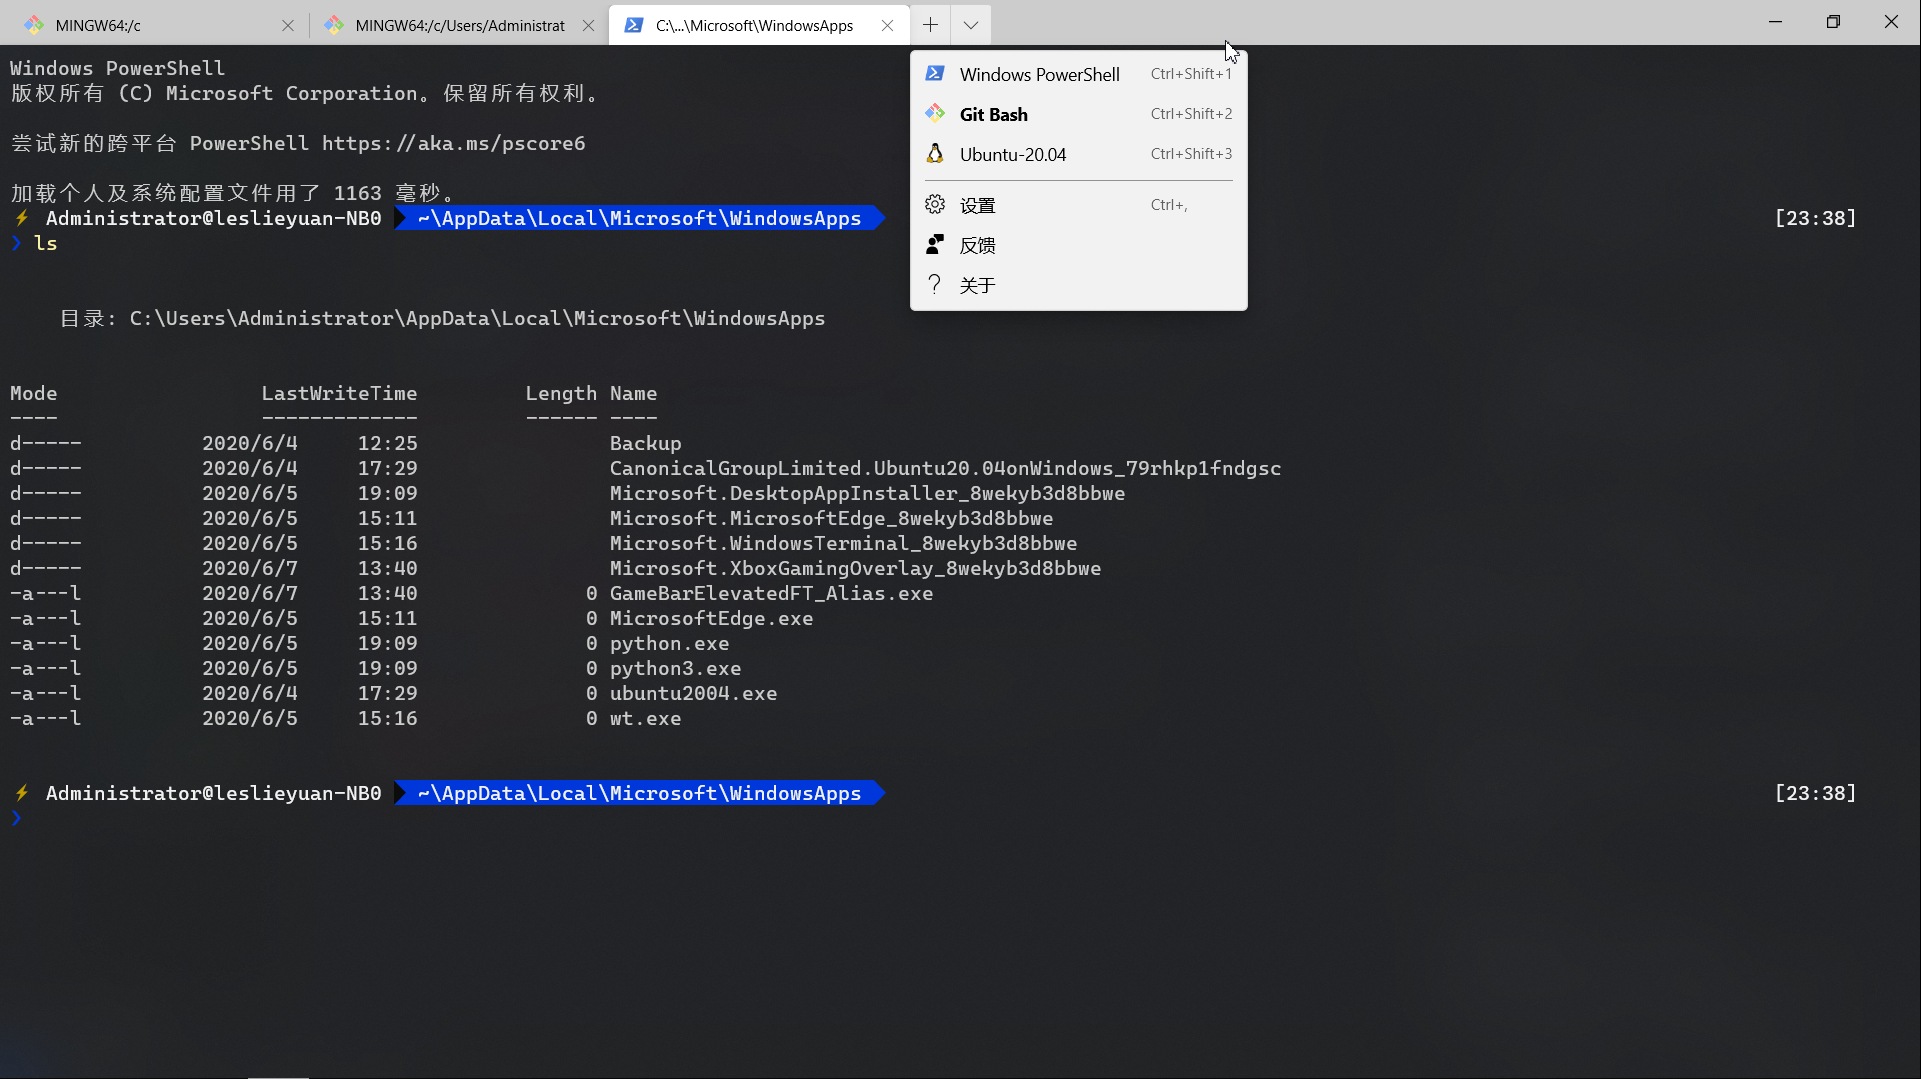 MINGW64:/c
MINGW64:/c/Users/Administrat
C:\...\Microsoft\WindowsApps
Windows PowerShell Ctrl+Shift+1
Git Bash Ctrl+Shift+2
Ubuntu-20.04 Ctrl+Shift+3
设置 Ctrl+,
反馈
? 关于
Windows PowerShell
版权所有 (C) Microsoft Corporation。保留所有权利。
尝试新的跨平台 PowerShell https://aka.ms/pscore6
加载个人及系统配置文件用了 1163 毫秒。
⚡ Administrator@leslieyuan-NB0 ~\AppData\Local\Microsoft\WindowsApps [23:38]
❯ ls
目录: C:\Users\Administrator\AppData\Local\Microsoft\WindowsApps
Mode LastWriteTime Length Name
---- ------------- ------ ----
d----- 2020/6/4 12:25 Backup
d----- 2020/6/4 17:29 CanonicalGroupLimited.Ubuntu20.04onWindows_79rhkp1fndgsc
d----- 2020/6/5 19:09 Microsoft.DesktopAppInstaller_8wekyb3d8bbwe
d----- 2020/6/5 15:11 Microsoft.MicrosoftEdge_8wekyb3d8bbwe
d----- 2020/6/5 15:16 Microsoft.WindowsTerminal_8wekyb3d8bbwe
d----- 2020/6/7 13:40 Microsoft.XboxGamingOverlay_8wekyb3d8bbwe
-a---l 2020/6/7 13:40 0 GameBarElevatedFT_Alias.exe
-a---l 2020/6/5 15:11 0 MicrosoftEdge.exe
-a---l 2020/6/5 19:09 0 python.exe
-a---l 2020/6/5 19:09 0 python3.exe
-a---l 2020/6/4 17:29 0 ubuntu2004.exe
-a---l 2020/6/5 15:16 0 wt.exe
⚡ Administrator@leslieyuan-NB0 ~\AppData\Local\Microsoft\WindowsApps [23:38]
❯